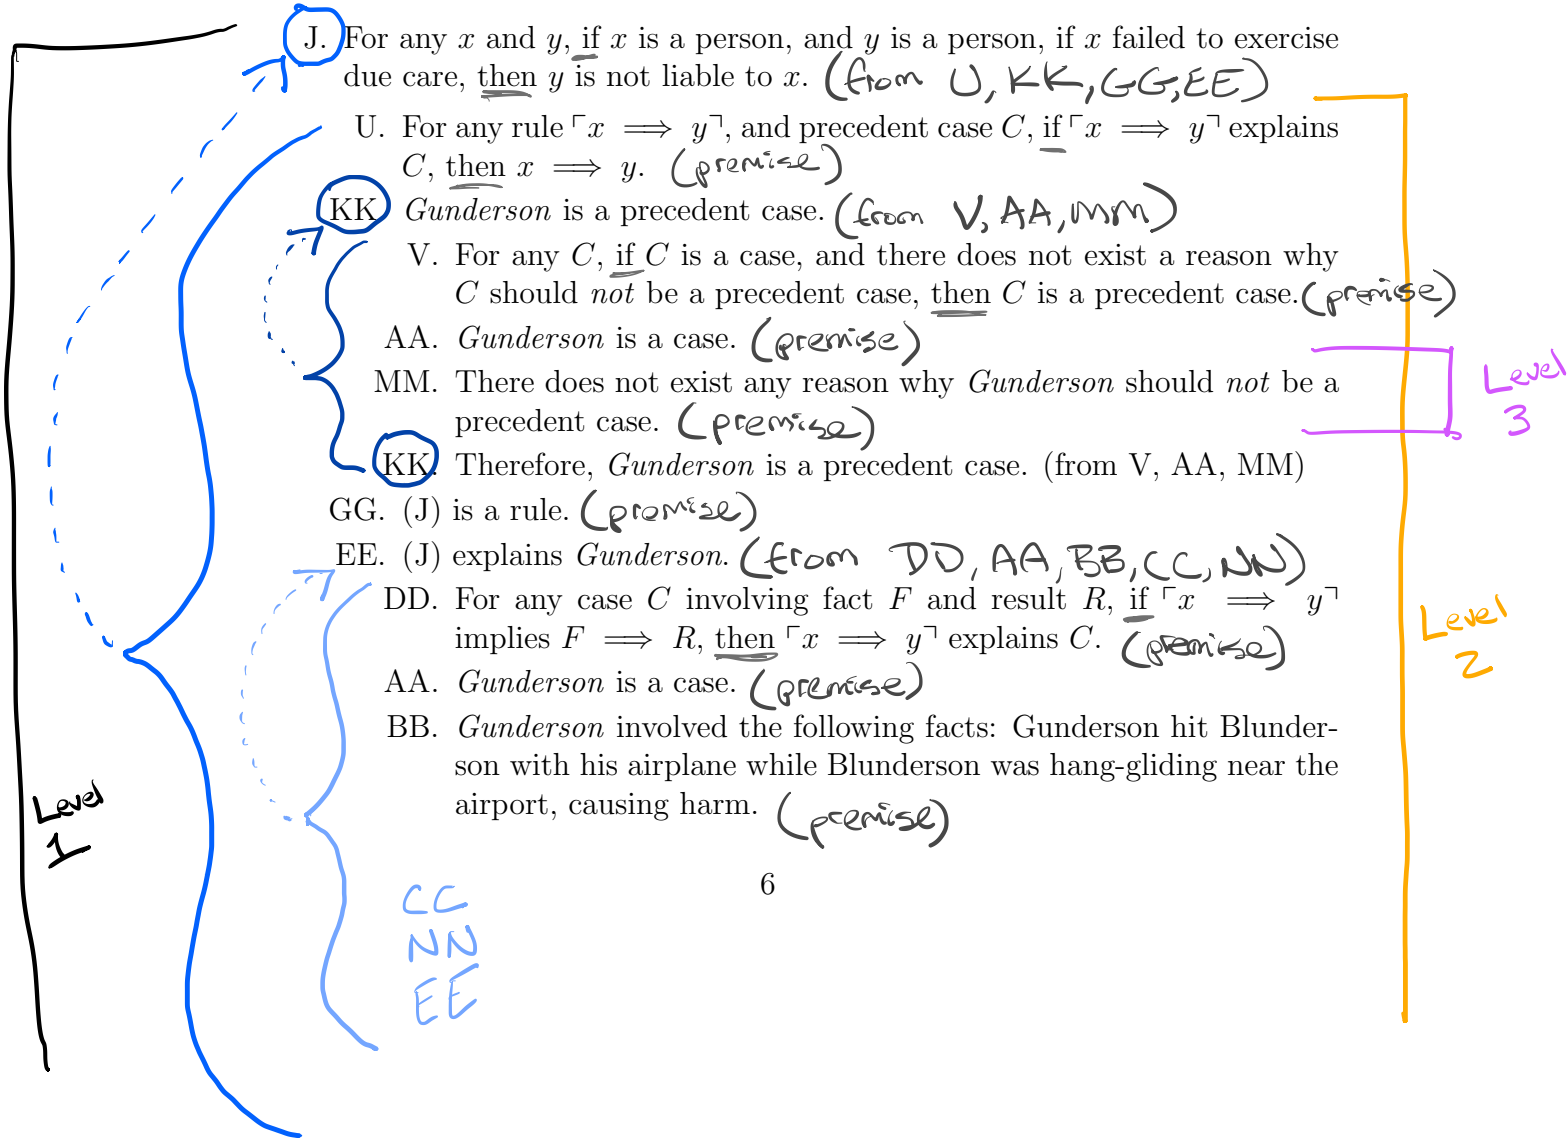 J. For any x and y, if x is a person, and y is a person, if x failed to exercise
due care, then y is not liable to x. (from U, KK, GG, EE)
U. For any rule ⌜x ⟹ y⌝, and precedent case C, if ⌜x ⟹ y⌝ explains
C, then x ⟹ y. (premise)
KK. Gunderson is a precedent case. (from V, AA, MM)
V. For any C, if C is a case, and there does not exist a reason why
C should not be a precedent case, then C is a precedent case. (premise)
AA. Gunderson is a case. (premise)
MM. There does not exist any reason why Gunderson should not be a
precedent case. (premise)
Level
3
KK. Therefore, Gunderson is a precedent case. (from V, AA, MM)
GG. (J) is a rule. (premise)
EE. (J) explains Gunderson. (from DD, AA, BB, CC, NN)
DD. For any case C involving fact F and result R, if ⌜x ⟹ y⌝
implies F ⟹ R, then ⌜x ⟹ y⌝ explains C. (premise)
Level
2
AA. Gunderson is a case. (premise)
BB. Gunderson involved the following facts: Gunderson hit Blunder-
son with his airplane while Blunderson was hang-gliding near the
airport, causing harm. (premise)
Level
1
6
CC
NN
EE